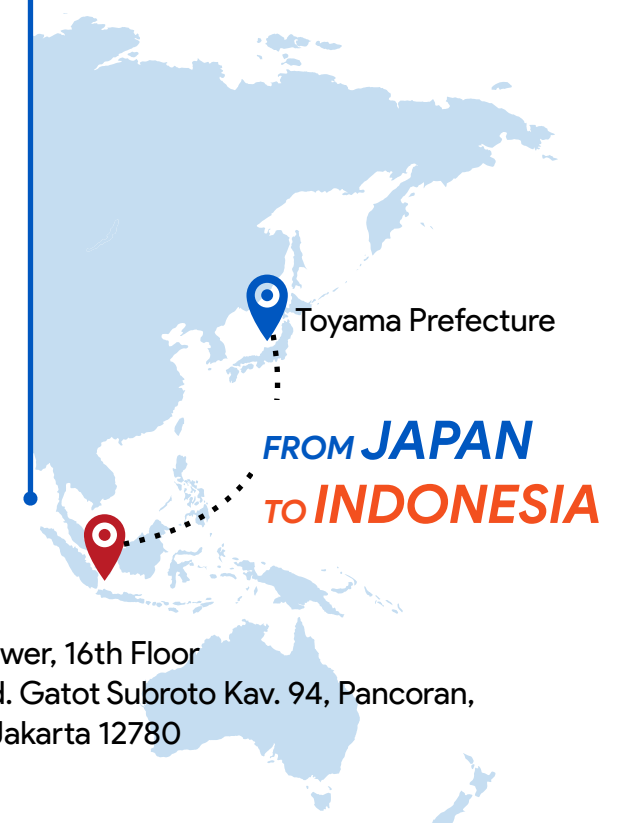 Toyama Prefecture
FROM JAPAN
TO INDONESIA
wer, 16th Floor
. Gatot Subroto Kav. 94, Pancoran,
Jakarta 12780